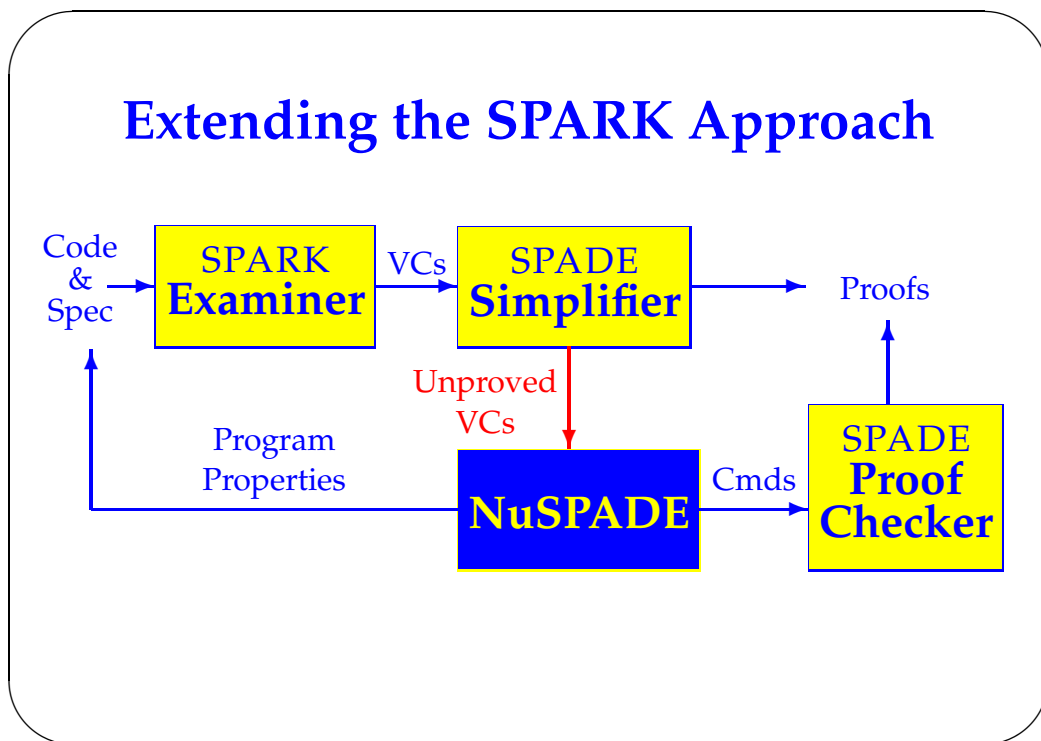 Extending the SPARK Approach
Code
&
Spec
SPARK
Examiner
VCs
SPADE
Simplifier
Proofs
Unproved
VCs
Program
Properties
NuSPADE
Cmds
SPADE
Proof
Checker